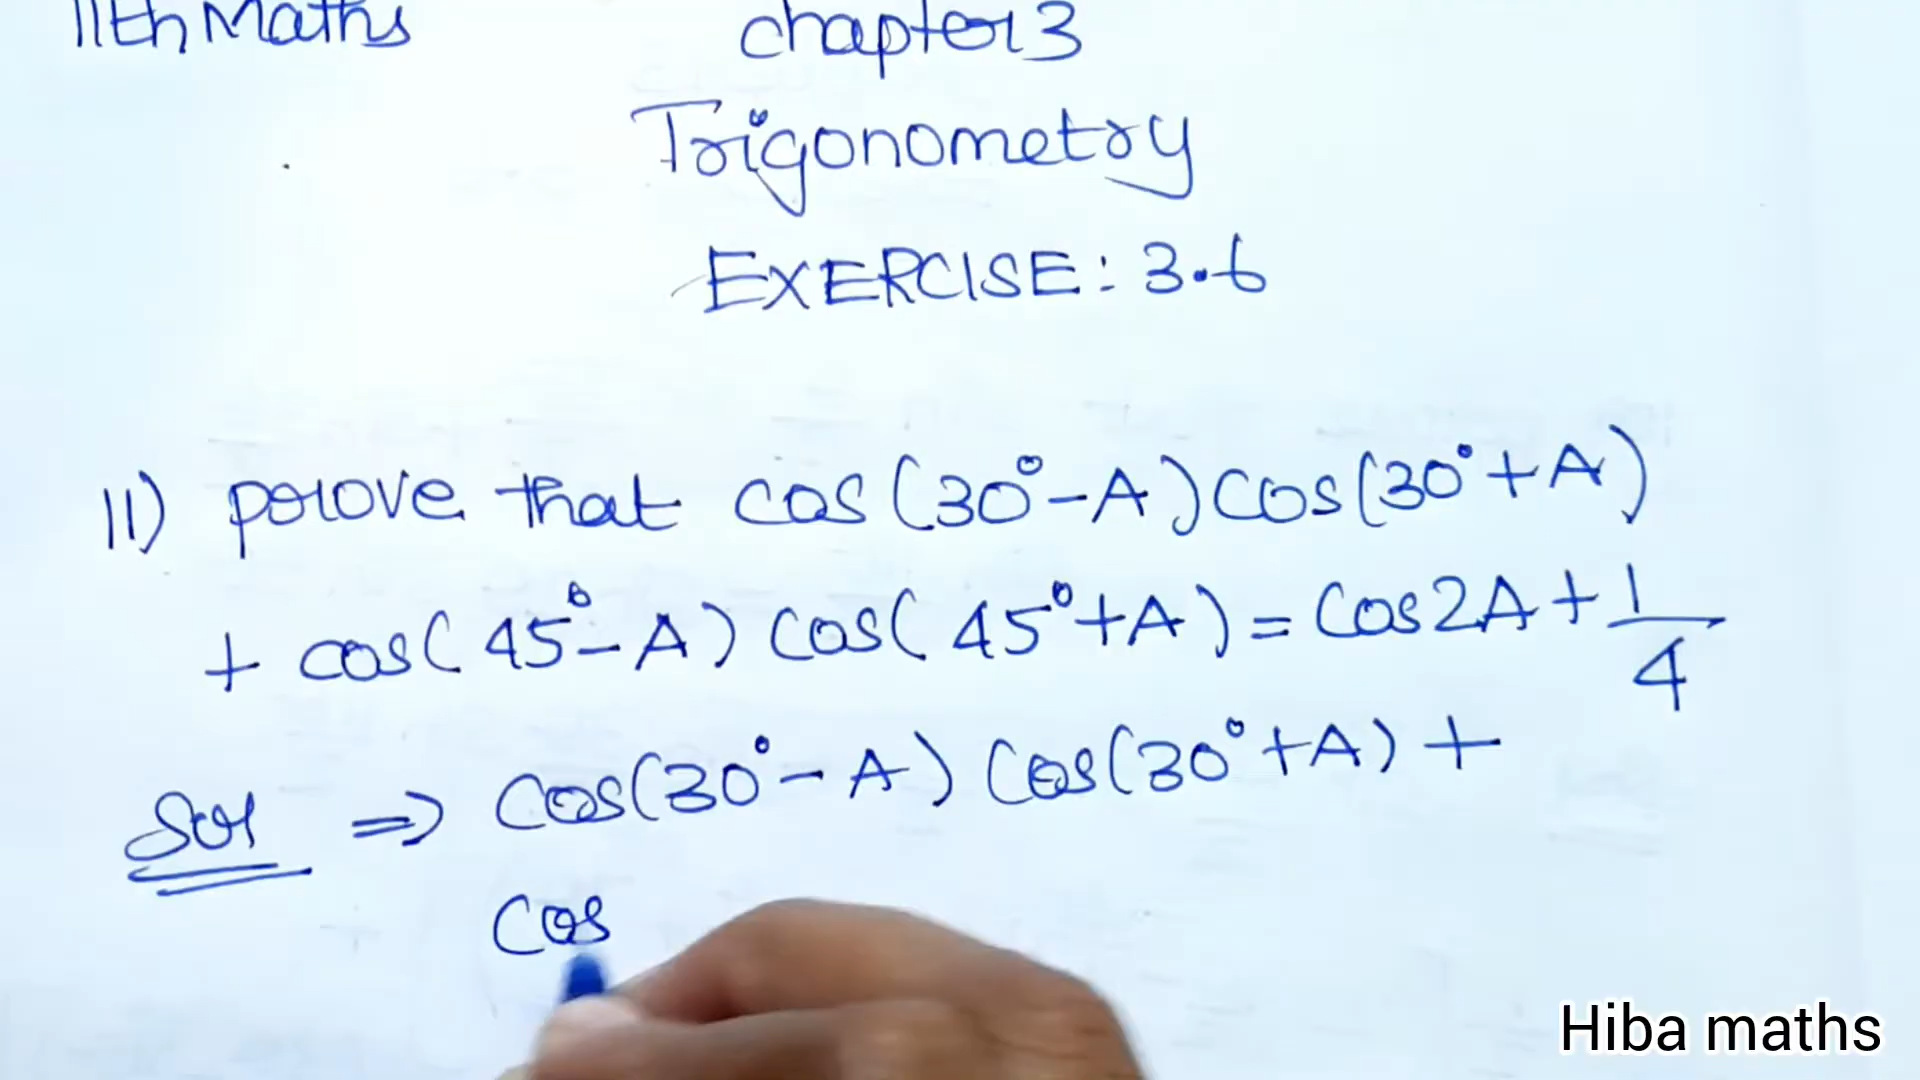 11th Maths chapter 3
Trigonometry
EXERCISE: 3.6
11) prove that cos(30°-A) cos(30°+A)
+ cos(45°-A) cos(45°+A) = cos2A + 1/4
Sol => cos(30°-A) cos(30°+A) +
cos
Hiba maths